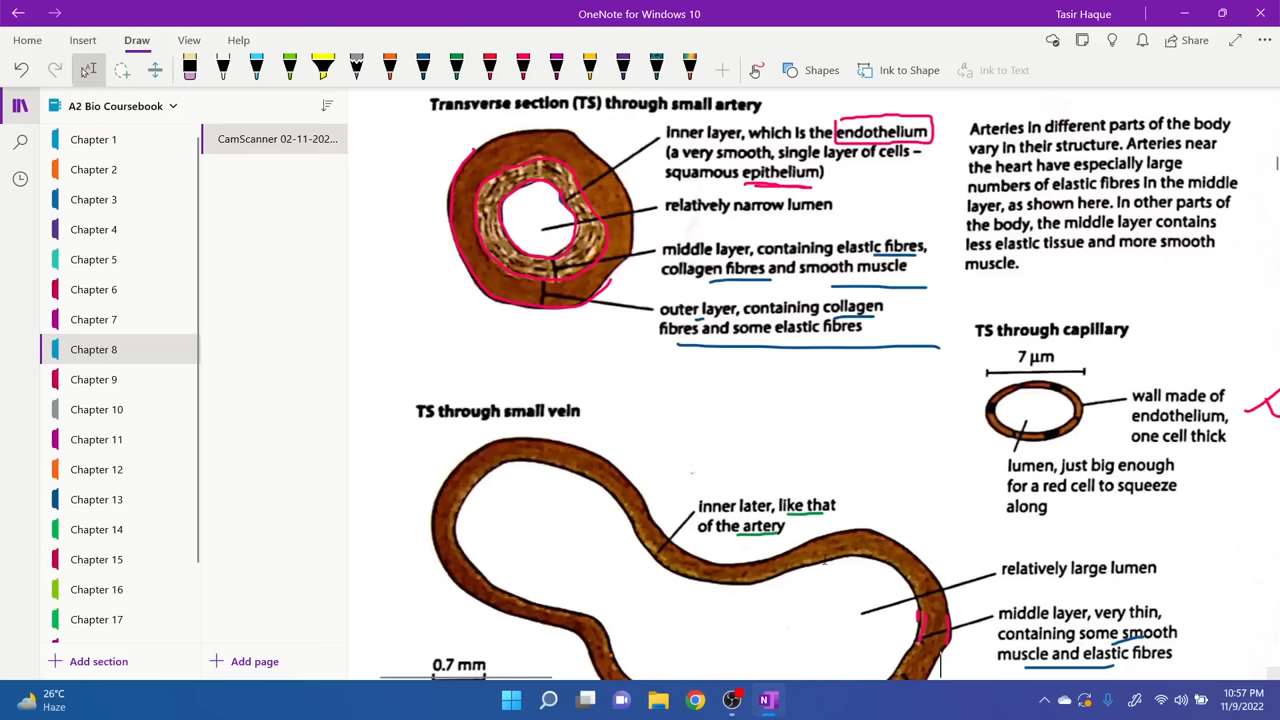 OneNote for Windows 10
Tasir Haque
Home
Insert
Draw
View
Help
Share
Shapes
Ink to Shape
Ink to Text
A2 Bio Coursebook
CamScanner 02-11-202...
Chapter 1
Chapter 2
Chapter 3
Chapter 4
Chapter 5
Chapter 6
Chapter 7
Chapter 8
Chapter 9
Chapter 10
Chapter 11
Chapter 12
Chapter 13
Chapter 14
Chapter 15
Chapter 16
Chapter 17
Add section
Add page
Transverse section (TS) through small artery
inner layer, which is the endothelium
(a very smooth, single layer of cells –
squamous epithelium)
relatively narrow lumen
middle layer, containing elastic fibres,
collagen fibres and smooth muscle
outer layer, containing collagen
fibres and some elastic fibres
Arteries in different parts of the body
vary in their structure. Arteries near
the heart have especially large
numbers of elastic fibres in the middle
layer, as shown here. In other parts of
the body, the middle layer contains
less elastic tissue and more smooth
muscle.
TS through capillary
7 µm
wall made of
endothelium,
one cell thick
lumen, just big enough
for a red cell to squeeze
along
TS through small vein
inner later, like that
of the artery
relatively large lumen
middle layer, very thin,
containing some smooth
muscle and elastic fibres
0.7 mm
26°C
Haze
10:57 PM
11/9/2022